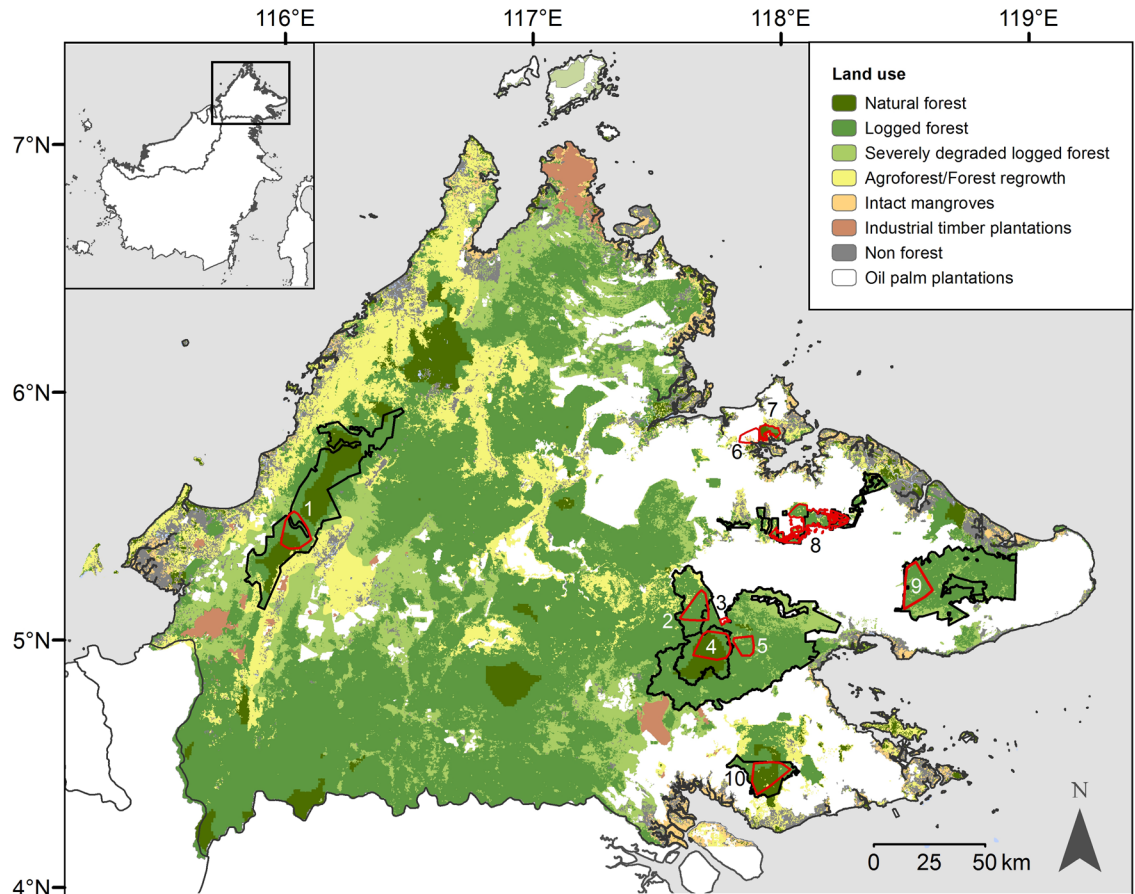 116°E 117°E 118°E 119°E
Land use
Natural forest
Logged forest
Severely degraded logged forest
Agroforest/Forest regrowth
Intact mangroves
Industrial timber plantations
Non forest
Oil palm plantations
7°N
6°N
7
6
1
8
9
3
2
5°N
4
5
10
N
0 25 50 km
4°N